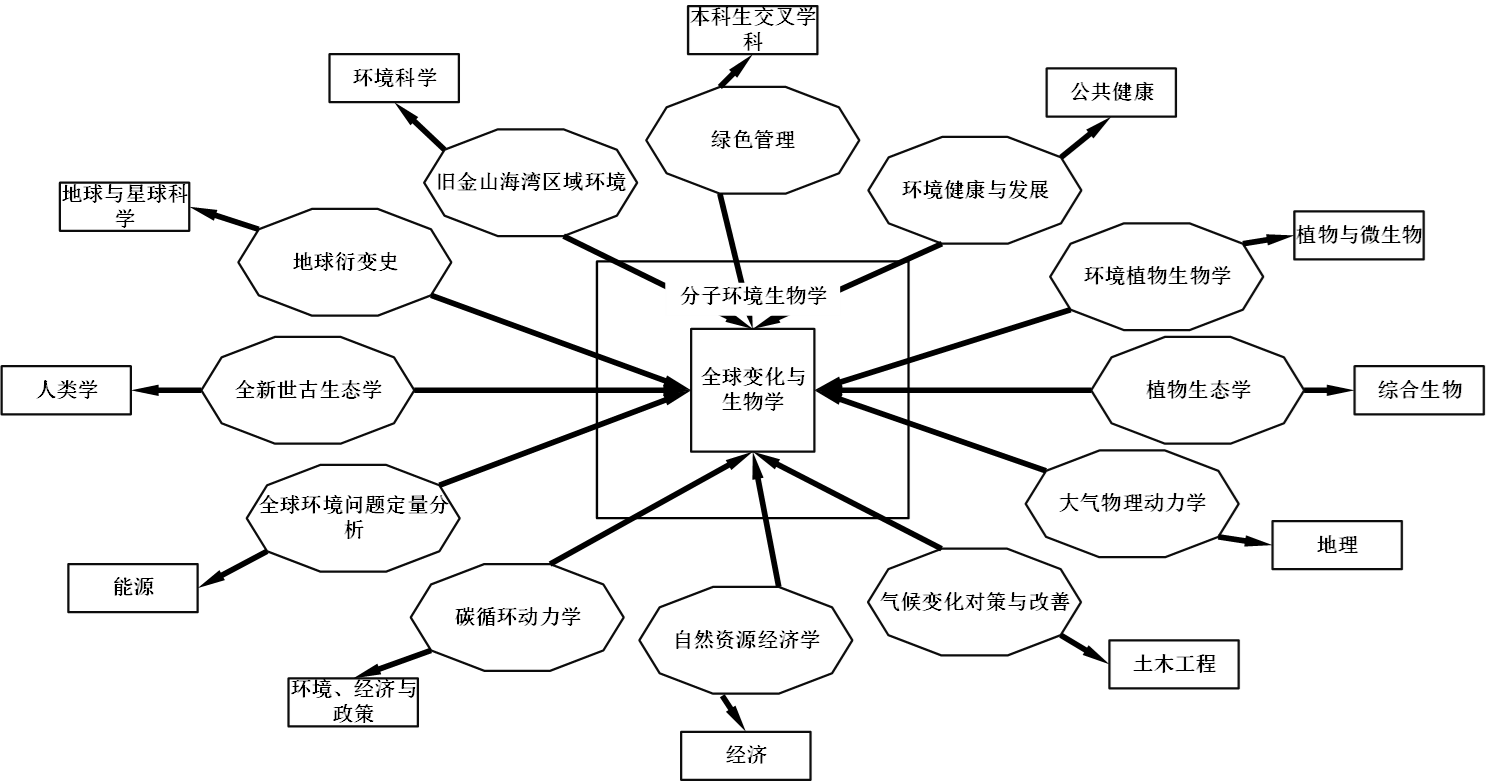 本科生交叉学
科
环境科学
公共健康
绿色管理
旧金山海湾区域环境
环境健康与发展
地球与星球科
学
植物与微生物
地球衍变史
环境植物生物学
分子环境生物学
人类学
全新世古生态学
全球变化与
生物学
植物生态学
综合生物
全球环境问题定量分
析
大气物理动力学
地理
能源
碳循环动力学
自然资源经济学
气候变化对策与改善
土木工程
环境、经济与
政策
经济